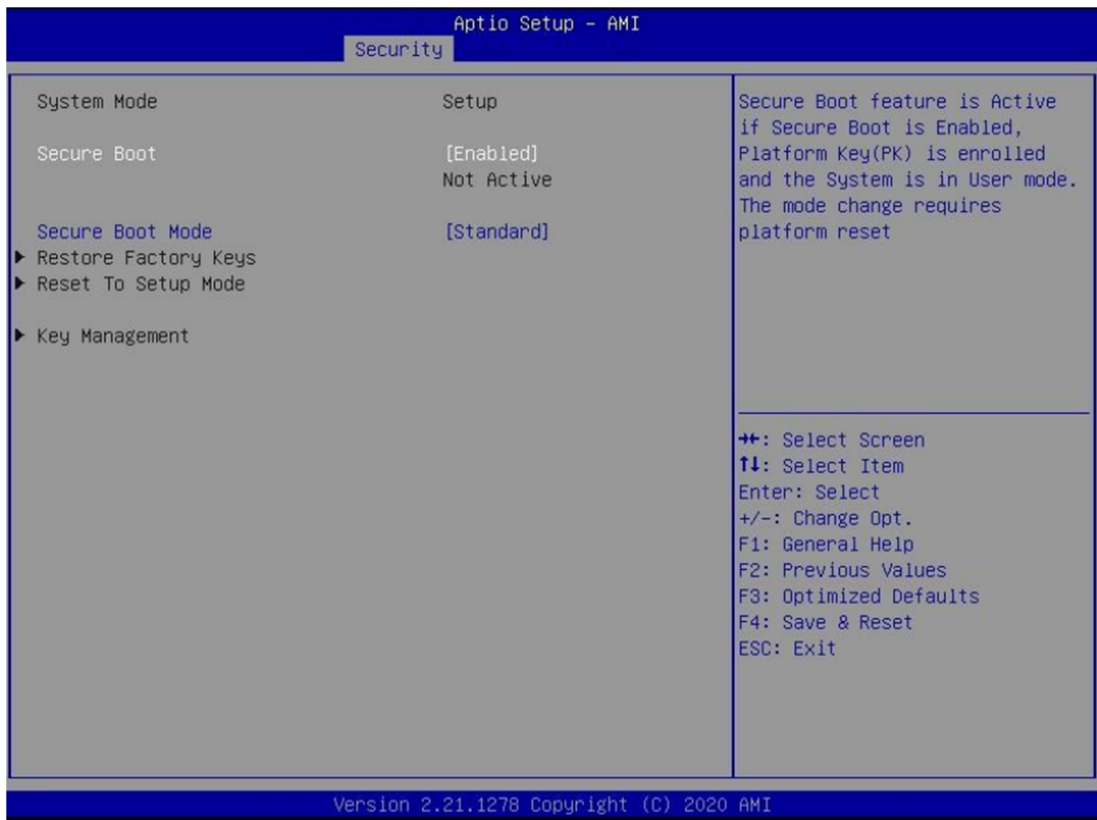 Aptio Setup – AMI
Security
System Mode Setup
Secure Boot [Enabled]
Not Active
Secure Boot Mode [Standard]
▶ Restore Factory Keys
▶ Reset To Setup Mode
▶ Key Management
Secure Boot feature is Active
if Secure Boot is Enabled,
Platform Key(PK) is enrolled
and the System is in User mode.
The mode change requires
platform reset
→←: Select Screen
↑↓: Select Item
Enter: Select
+/-: Change Opt.
F1: General Help
F2: Previous Values
F3: Optimized Defaults
F4: Save & Reset
ESC: Exit
Version 2.21.1278 Copyright (C) 2020 AMI